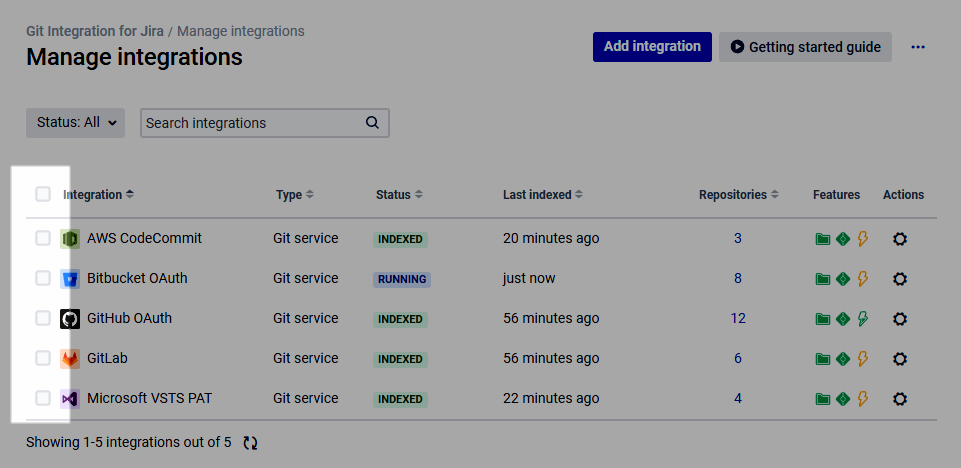 Git Integration for Jira / Manage integrations
Manage integrations
Add integration
Getting started guide
Status: All
Search integrations
Integration Type Status Last indexed Repositories Features Actions
AWS CodeCommit Git service INDEXED 20 minutes ago 3
Bitbucket OAuth Git service RUNNING just now 8
GitHub OAuth Git service INDEXED 56 minutes ago 12
GitLab Git service INDEXED 56 minutes ago 6
Microsoft VSTS PAT Git service INDEXED 22 minutes ago 4
Showing 1-5 integrations out of 5